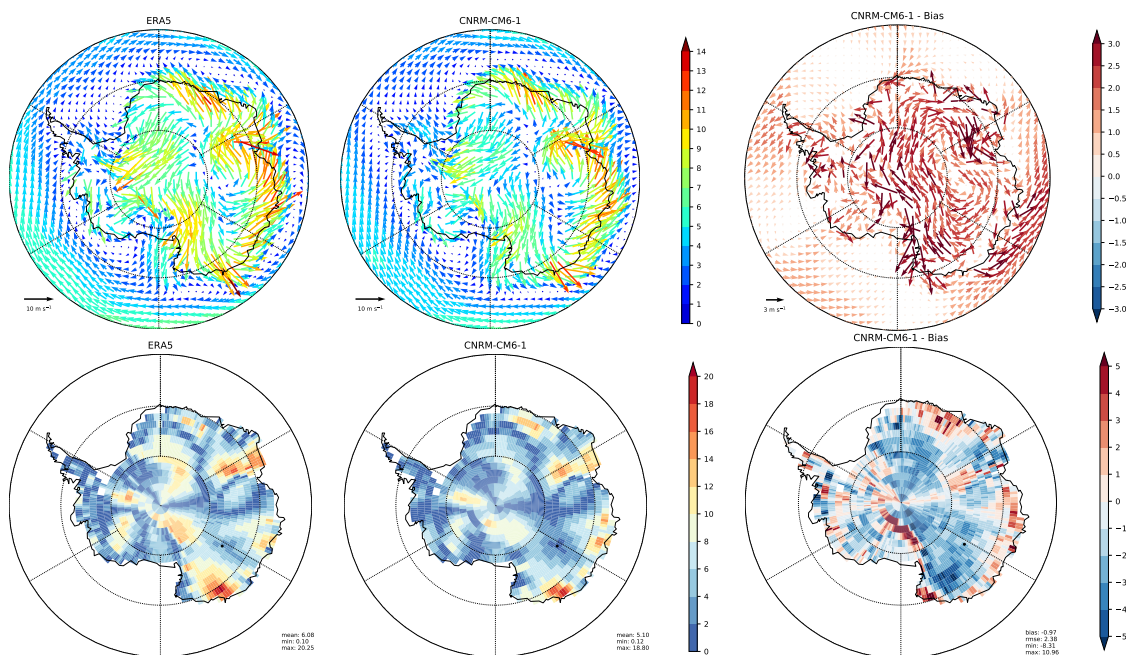 ERA5
CNRM-CM6-1
CNRM-CM6-1 - Bias
14
13
12
11
10
9
8
7
6
5
4
3
2
1
0
3.0
2.5
2.0
1.5
1.0
0.5
0.0
−0.5
−1.0
−1.5
−2.0
−2.5
−3.0
10 m s⁻¹
10 m s⁻¹
3 m s⁻¹
ERA5
CNRM-CM6-1
CNRM-CM6-1 - Bias
20
18
16
14
12
10
8
6
4
2
0
5
4
3
2
1
0
−1
−2
−3
−4
−5
mean: 6.08
min: 0.10
max: 20.25
mean: 5.10
min: 0.12
max: 18.80
bias: -0.97
rmse: 2.38
min: -8.31
max: 10.96